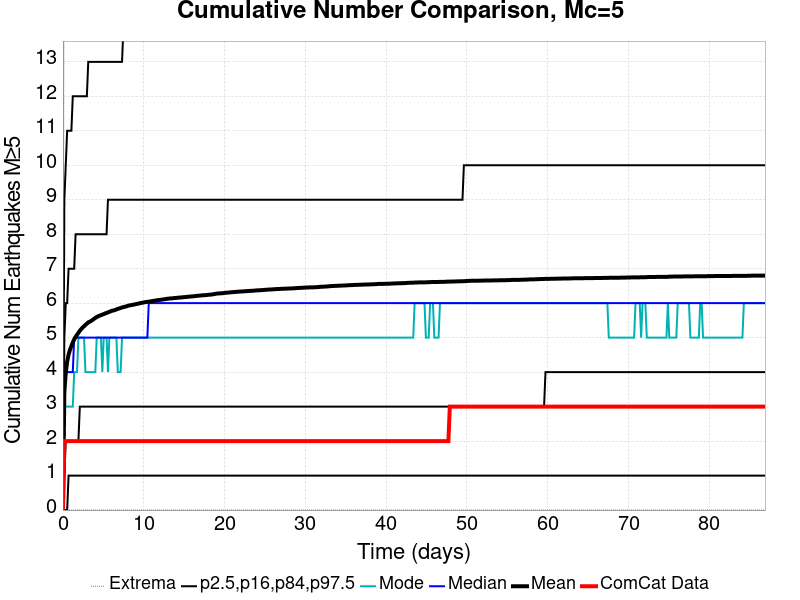 Cumulative Number Comparison, Mc=5
Cumulative Num Earthquakes M≥5
13
12
11
10
9
8
7
6
5
4
3
2
1
0
0 10 20 30 40 50 60 70 80
Time (days)
Extrema p2.5,p16,p84,p97.5 Mode Median Mean ComCat Data